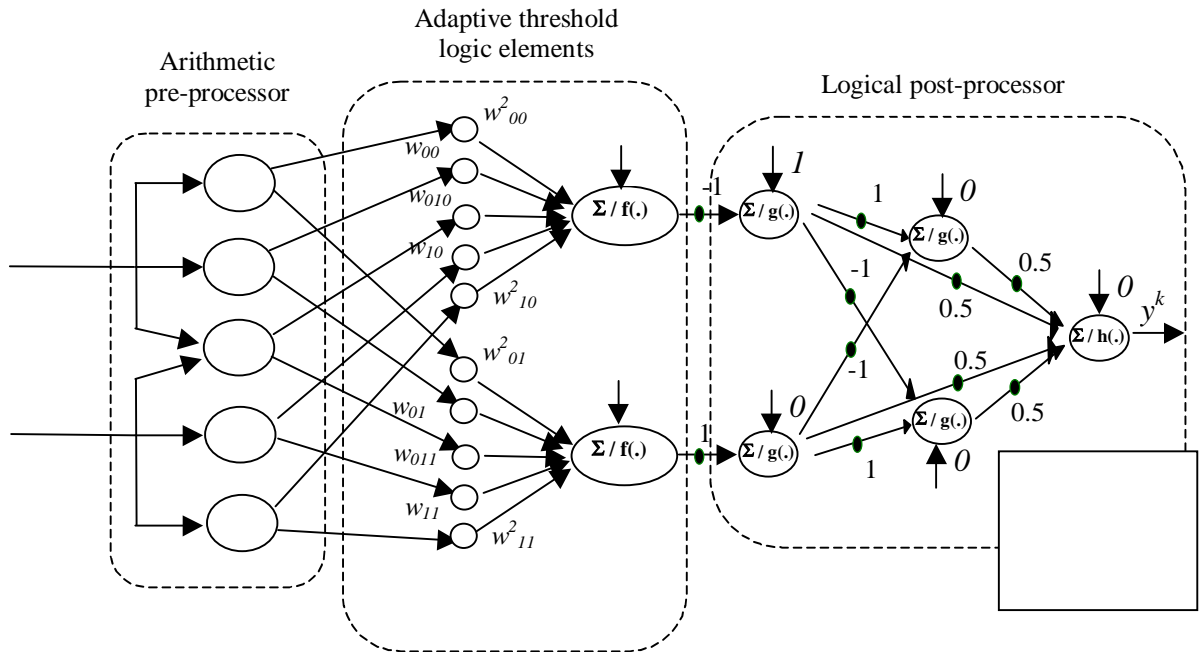 Adaptive threshold
logic elements
Arithmetic
pre-processor
Logical post-processor
w²₀₀
w₀₀
w₀₁₀
w₁₀
w²₁₀
w²₀₁
w₀₁
w₀₁₁
w₁₁
w²₁₁
Σ / f(.)
Σ / f(.)
-1
1
1
Σ / g(.)
0
Σ / g(.)
1
0
Σ / g(.)
-1
-1
0.5
0.5
0.5
0.5
Σ / g(.)
0
1
0
Σ / h(.)
yᵏ